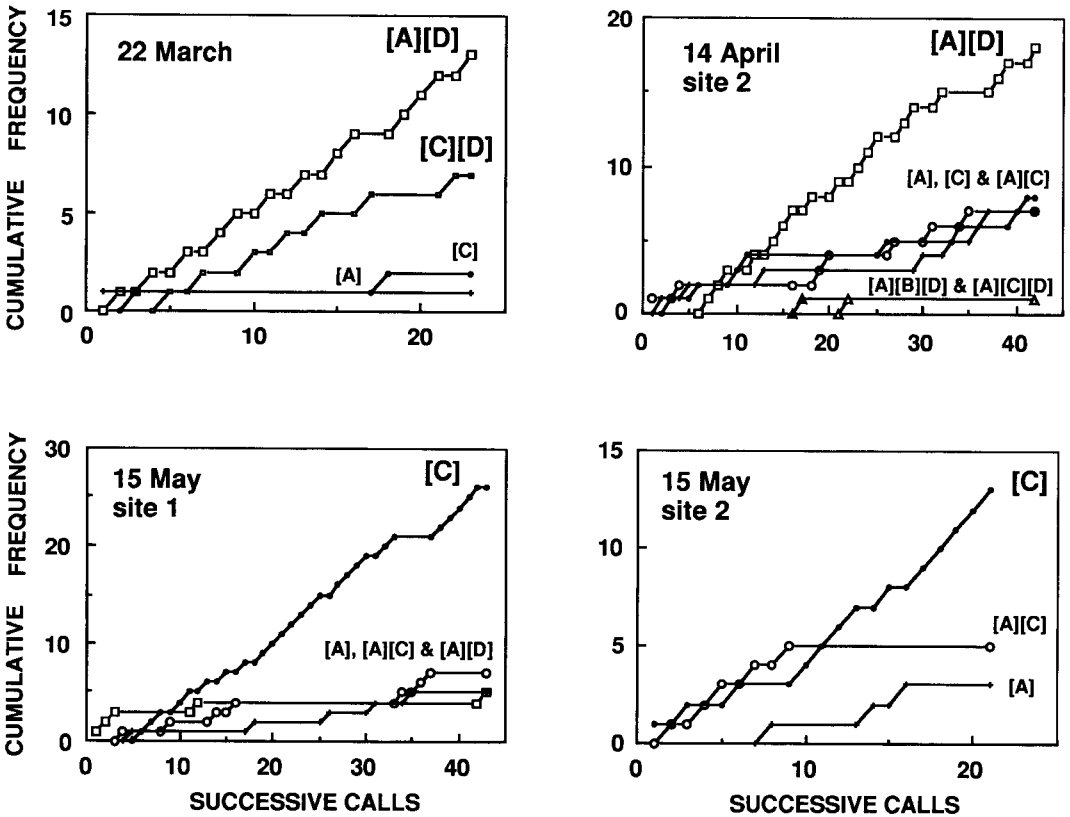 CUMULATIVE FREQUENCY
15
10
5
0
0
10
20
22 March
[A][D]
[C][D]
[C]
[A]
20
10
0
0
10
20
30
40
14 April
site 2
[A][D]
[A], [C] & [A][C]
[A][B][D] & [A][C][D]
CUMULATIVE FREQUENCY
30
20
10
0
0
10
20
30
40
15 May
site 1
[C]
[A], [A][C] & [A][D]
SUCCESSIVE CALLS
15
10
5
0
0
10
20
15 May
site 2
[C]
[A][C]
[A]
SUCCESSIVE CALLS